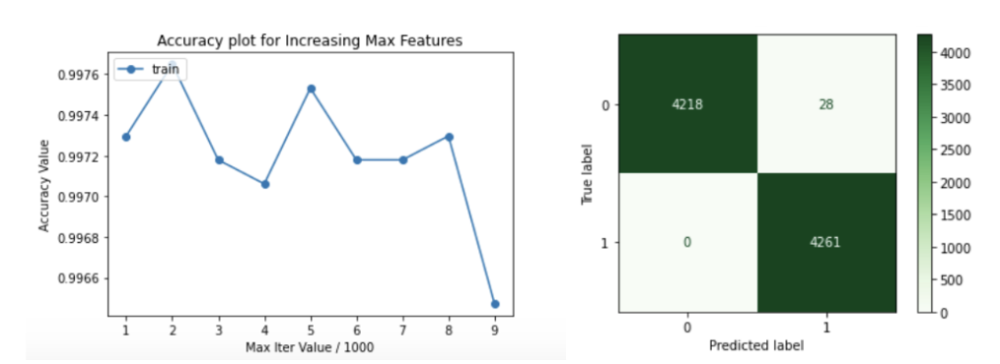 Accuracy plot for Increasing Max Features
train
0.9976
0.9974
0.9972
0.9970
0.9968
0.9966
Accuracy Value
1 2 3 4 5 6 7 8 9
Max Iter Value / 1000
True label
0
1
4218 28
0 4261
0 1
Predicted label
4000
3500
3000
2500
2000
1500
1000
500
0